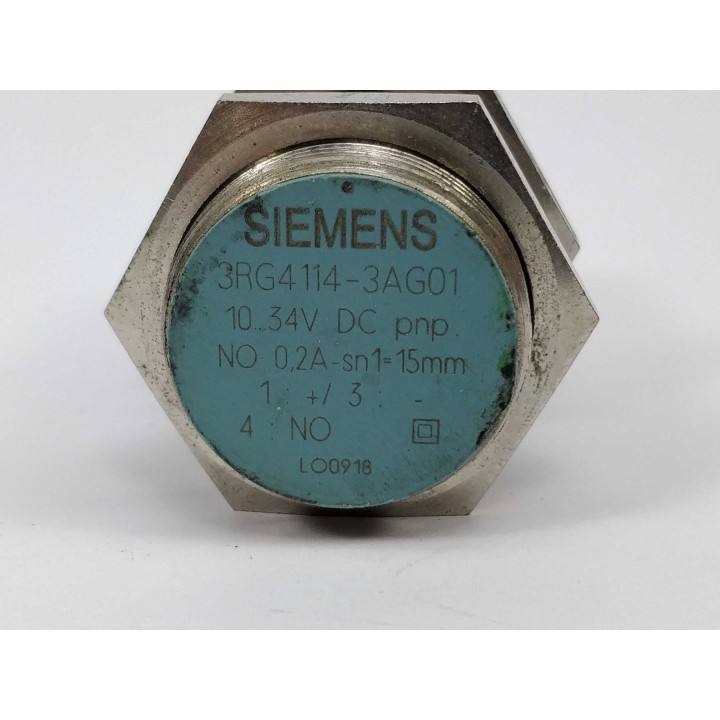 SIEMENS
3RG4114-3AG01
10...34V DC pnp.
NO 0,2A-sn1=15mm
1 : +/ 3 : -
4 : NO
LO0918